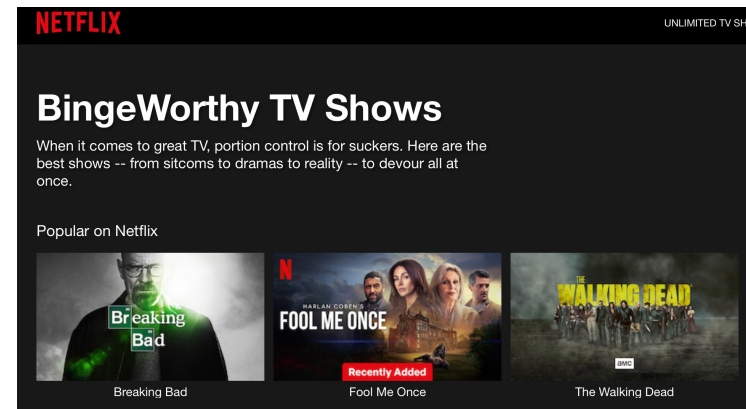 NETFLIX
UNLIMITED TV SH
BingeWorthy TV Shows
When it comes to great TV, portion control is for suckers. Here are the
best shows -- from sitcoms to dramas to reality -- to devour all at
once.
Popular on Netflix
Breaking
Bad
N
HARLAN COBEN'S
FOOL ME ONCE
Recently Added
THE
WALKING DEAD
AMC
Breaking Bad
Fool Me Once
The Walking Dead